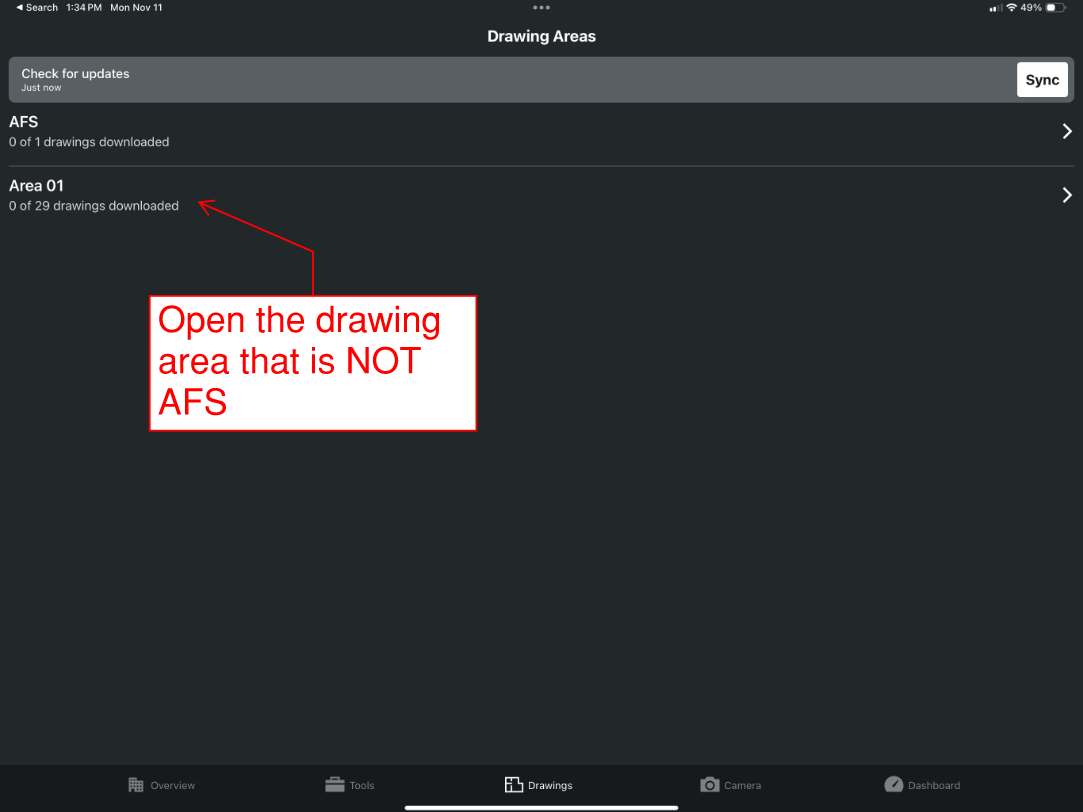 Search 1:34 PM Mon Nov 11
49%
Drawing Areas
Check for updates
Just now
Sync
AFS
0 of 1 drawings downloaded
Area 01
0 of 29 drawings downloaded
Open the drawing
area that is NOT
AFS
Overview
Tools
Drawings
Camera
Dashboard